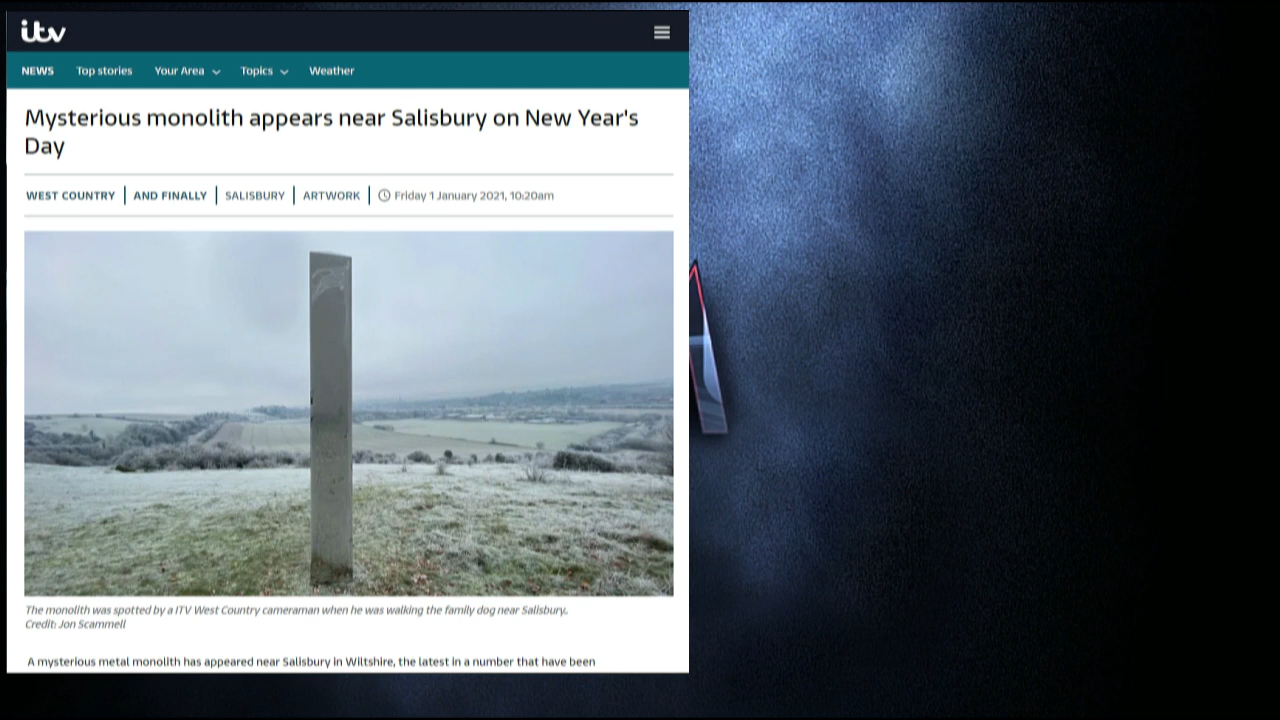 itv
NEWS Top stories Your Area Topics Weather
Mysterious monolith appears near Salisbury on New Year's
Day
WEST COUNTRY AND FINALLY SALISBURY ARTWORK Friday 1 January 2021, 10:20am
The monolith was spotted by a ITV West Country cameraman when he was walking the family dog near Salisbury.
Credit: Jon Scammell
A mysterious metal monolith has appeared near Salisbury in Wiltshire, the latest in a number that have been